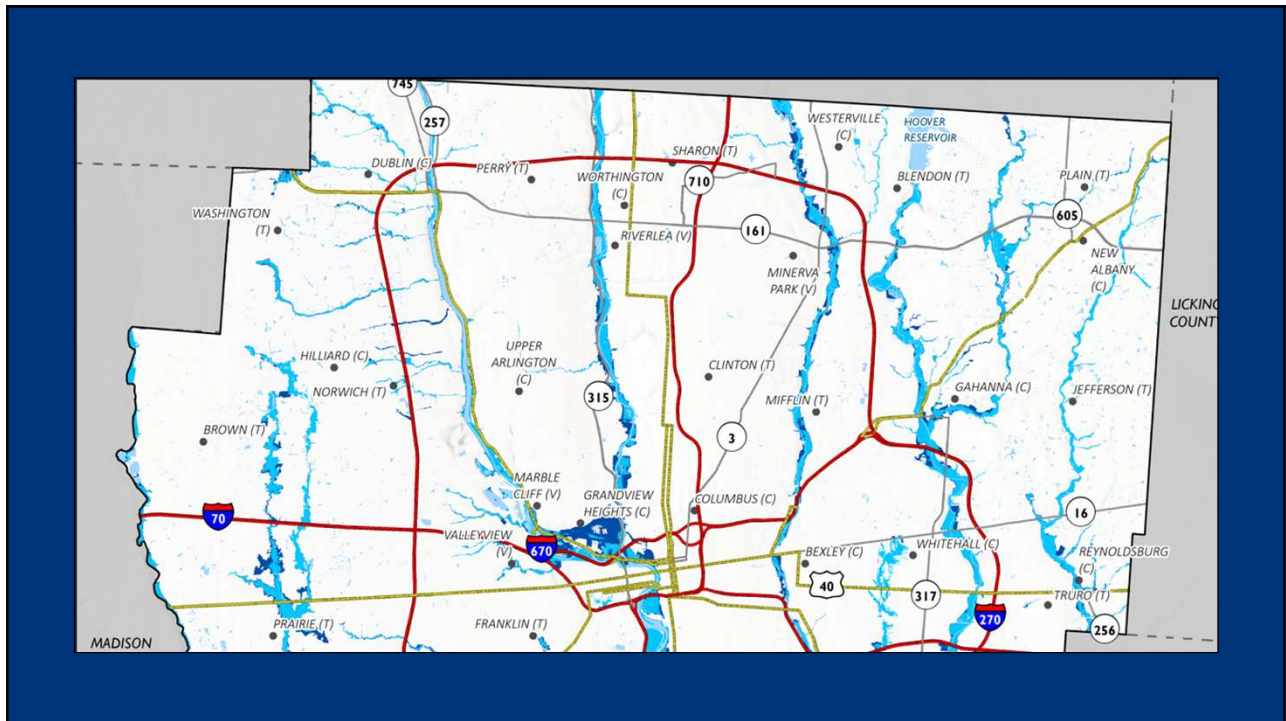 745
257
WESTERVILLE
(C)
HOOVER
RESERVOIR
DUBLIN (C)
PERRY (T)
SHARON (T)
WORTHINGTON
(C)
710
BLENDON (T)
PLAIN (T)
WASHINGTON
(T)
605
161
RIVERLEA (V)
MINERVA
PARK (V)
NEW
ALBANY
(C)
LICKING
COUNT
HILLIARD (C)
UPPER
ARLINGTON
(C)
CLINTON (T)
NORWICH (T)
315
MIFFLIN (T)
GAHANNA (C)
JEFFERSON (T)
BROWN (T)
3
MARBLE
CLIFF (V)
GRANDVIEW
HEIGHTS (C)
COLUMBUS (C)
70
16
VALLEYVIEW
(V)
670
BEXLEY (C)
WHITEHALL (C)
REYNOLDSBURG
(C)
40
317
270
TRURO (T)
256
PRAIRIE (T)
FRANKLIN (T)
MADISON